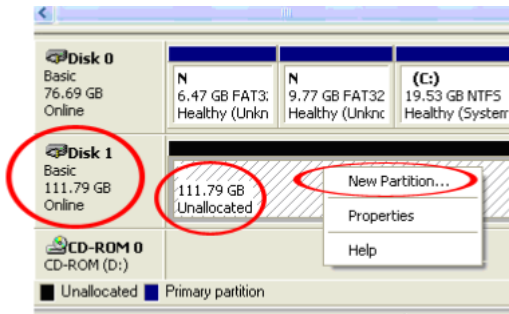 Disk 0
Basic
76.69 GB
Online
N
6.47 GB FAT3:
Healthy (Unkn
N
9.77 GB FAT32
Healthy (Unknc
(C:)
19.53 GB NTFS
Healthy (System
Disk 1
Basic
111.79 GB
Online
111.79 GB
Unallocated
New Partition...
Properties
Help
CD-ROM 0
CD-ROM (D:)
Unallocated Primary partition